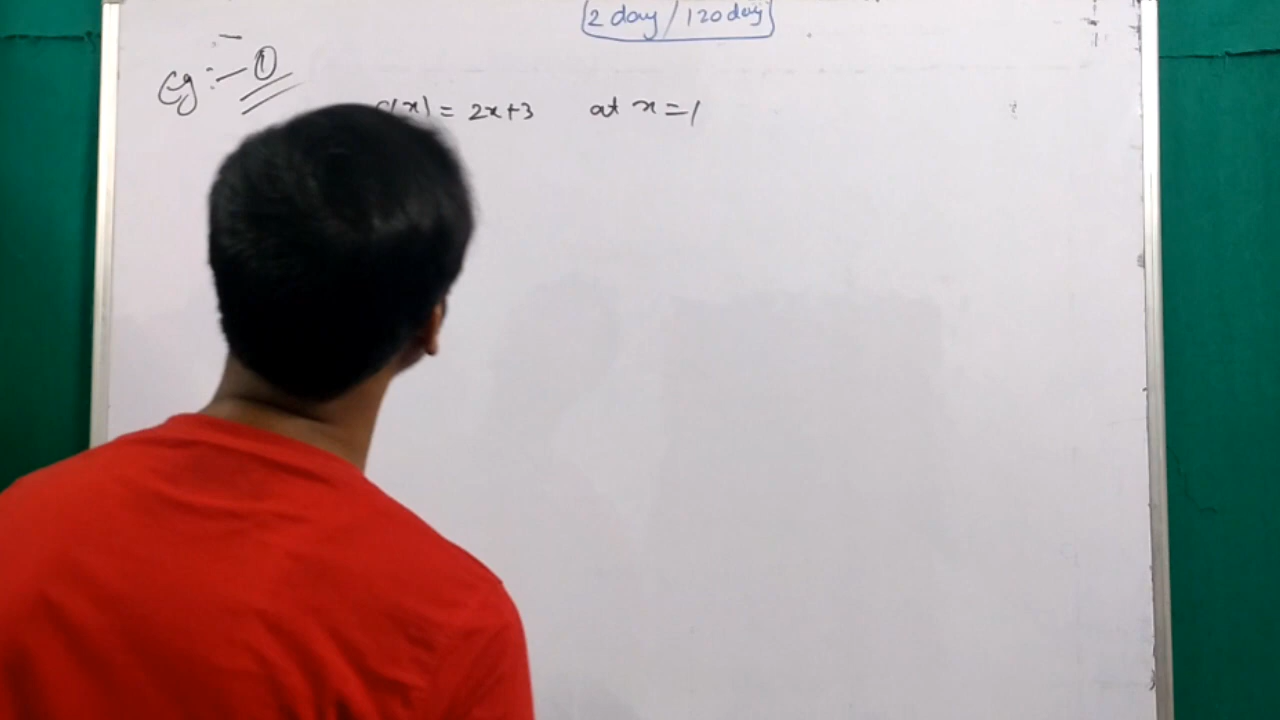 [2 day / 120 day]
eg :- ①
f(x) = 2x+3 at x=1